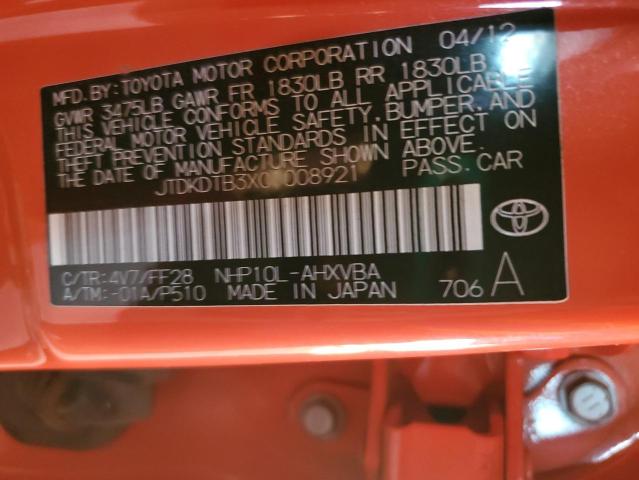 MFD.BY:TOYOTA MOTOR CORPORATION 04/12
GVWR 3475LB GAWR FR 1830LB RR 1830LB
THIS VEHICLE CONFORMS TO ALL APPLICABLE
FEDERAL MOTOR VEHICLE SAFETY,BUMPER,AND
THEFT PREVENTION STANDARDS IN EFFECT ON
THE DATE OF MANUFACTURE SHOWN ABOVE.
PASS.CAR
C/TR:4V7/FF28 NHP10L-AHXVBA
A/TM:-01A/P510 MADE IN JAPAN 706 A